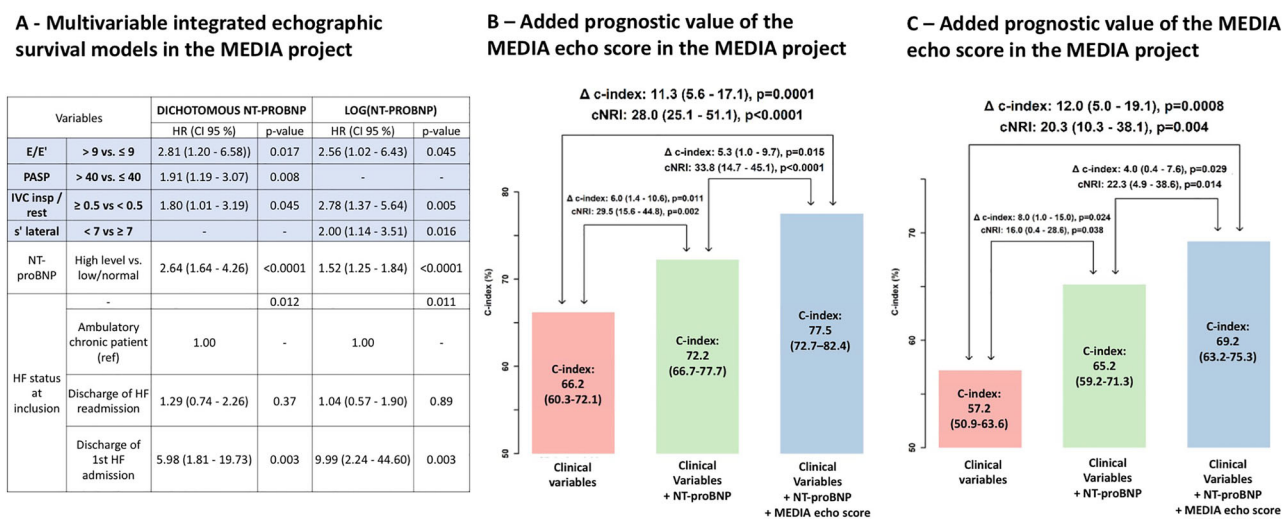 A - Multivariable integrated echographic
survival models in the MEDIA project
Variables
DICHOTOMOUS NT-PROBNP
LOG(NT-PROBNP)
HR (CI 95 %)
p-value
HR (CI 95 %)
p-value
E/E' > 9 vs. ≤ 9 2.81 (1.20 - 6.58)) 0.017 2.56 (1.02 - 6.43) 0.045
PASP > 40 vs. ≤ 40 1.91 (1.19 - 3.07) 0.008 - -
IVC insp /
rest
≥ 0.5 vs < 0.5 1.80 (1.01 - 3.19) 0.045 2.78 (1.37 - 5.64) 0.005
s' lateral < 7 vs ≥ 7 - - 2.00 (1.14 - 3.51) 0.016
NT-
proBNP
High level vs.
low/normal
2.64 (1.64 - 4.26) <0.0001 1.52 (1.25 - 1.84) <0.0001
HF status
at
inclusion
- 0.012 0.011
Ambulatory
chronic patient
(ref)
1.00 - 1.00 -
Discharge of HF
readmission
1.29 (0.74 - 2.26) 0.37 1.04 (0.57 - 1.90) 0.89
Discharge of
1st HF
admission
5.98 (1.81 - 19.73) 0.003 9.99 (2.24 - 44.60) 0.003
B – Added prognostic value of the
MEDIA echo score in the MEDIA project
Δ c-index: 11.3 (5.6 - 17.1), p=0.0001
cNRI: 28.0 (25.1 - 51.1), p<0.0001
Δ c-index: 5.3 (1.0 - 9.7), p=0.015
cNRI: 33.8 (14.7 - 45.1), p<0.0001
Δ c-index: 6.0 (1.4 - 10.6), p=0.011
cNRI: 29.5 (15.6 - 44.8), p=0.002
C-index (%)
80
70
60
50
C-index:
66.2
(60.3-72.1)
C-index:
72.2
(66.7-77.7)
C-index:
77.5
(72.7–82.4)
Clinical
variables
Clinical
Variables
+ NT-proBNP
Clinical
Variables
+ NT-proBNP
+ MEDIA echo score
C – Added prognostic value of the MEDIA
echo score in the MEDIA project
Δ c-index: 12.0 (5.0 - 19.1), p=0.0008
cNRI: 20.3 (10.3 - 38.1), p=0.004
Δ c-index: 4.0 (0.4 - 7.6), p=0.029
cNRI: 22.3 (4.9 - 38.6), p=0.014
Δ c-index: 8.0 (1.0 - 15.0), p=0.024
cNRI: 16.0 (0.4 - 28.6), p=0.038
C-index (%)
70
60
50
C-index:
57.2
(50.9-63.6)
C-index:
65.2
(59.2-71.3)
C-index:
69.2
(63.2-75.3)
Clinical
variables
Clinical
Variables
+ NT-proBNP
Clinical
Variables
+ NT-proBNP
+ MEDIA echo score